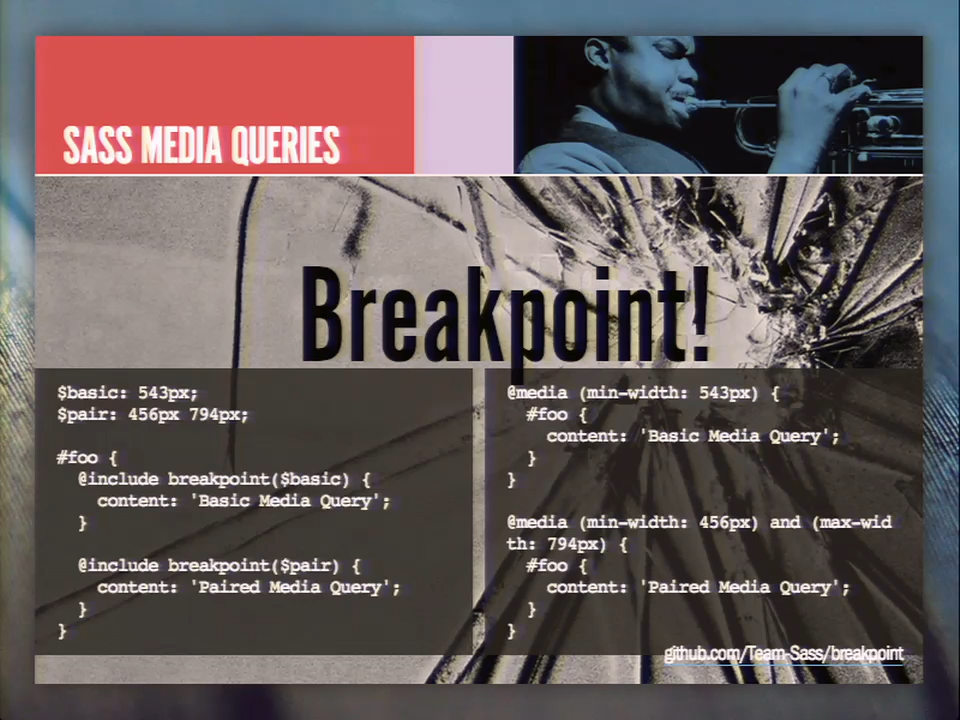 SASS MEDIA QUERIES
Breakpoint!
$basic: 543px;
$pair: 456px 794px;
#foo {
@include breakpoint($basic) {
content: 'Basic Media Query';
}
@include breakpoint($pair) {
content: 'Paired Media Query';
}
}
@media (min-width: 543px) {
#foo {
content: 'Basic Media Query';
}
}
@media (min-width: 456px) and (max-wid
th: 794px) {
#foo {
content: 'Paired Media Query';
}
}
github.com/Team-Sass/breakpoint